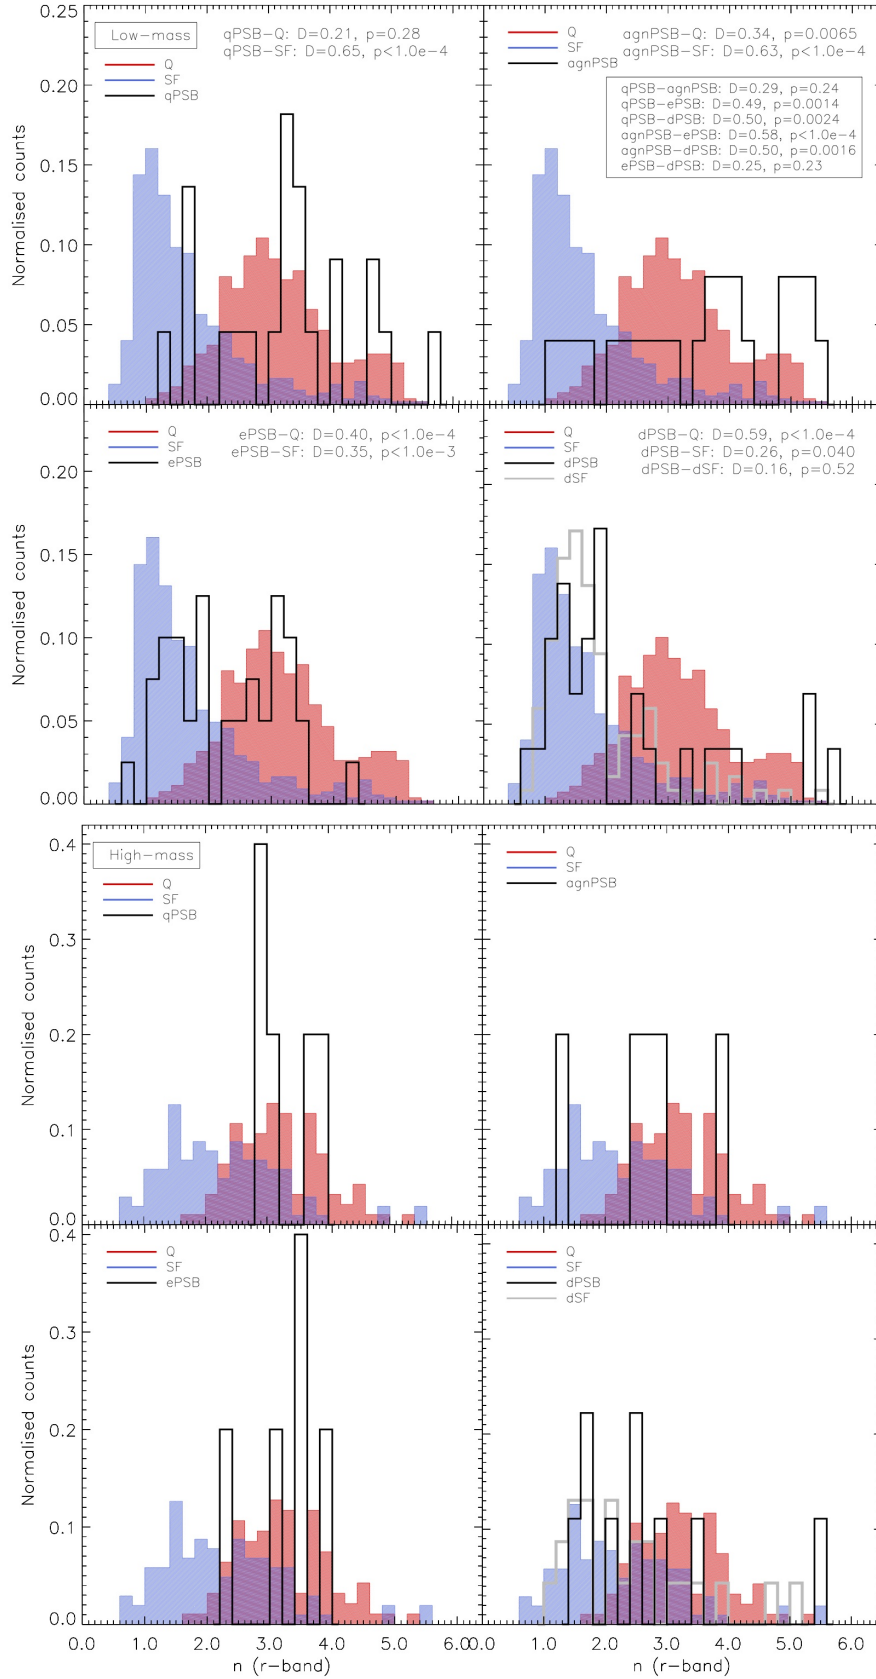 Low-mass
qPSB-Q: D=0.21, p=0.28
qPSB-SF: D=0.65, p<1.0e-4
Q
SF
qPSB
0.25
0.20
0.15
0.10
0.05
0.00
Normalised counts
Q
SF
agnPSB
agnPSB-Q: D=0.34, p=0.0065
agnPSB-SF: D=0.63, p<1.0e-4
qPSB-agnPSB: D=0.29, p=0.24
qPSB-ePSB: D=0.49, p=0.0014
qPSB-dPSB: D=0.50, p=0.0024
agnPSB-ePSB: D=0.58, p<1.0e-4
agnPSB-dPSB: D=0.50, p=0.0016
ePSB-dPSB: D=0.25, p=0.23
Q
SF
ePSB
ePSB-Q: D=0.40, p<1.0e-4
ePSB-SF: D=0.35, p<1.0e-3
0.20
0.15
0.10
0.05
0.00
Normalised counts
Q
SF
dPSB
dSF
dPSB-Q: D=0.59, p<1.0e-4
dPSB-SF: D=0.26, p=0.040
dPSB-dSF: D=0.16, p=0.52
High-mass
Q
SF
qPSB
0.4
0.3
0.2
0.1
0.0
Normalised counts
Q
SF
agnPSB
Q
SF
ePSB
0.4
0.3
0.2
0.1
0.0
Normalised counts
0.0 1.0 2.0 3.0 4.0 5.0 6.0
n (r-band)
Q
SF
dPSB
dSF
0.0 1.0 2.0 3.0 4.0 5.0 6.0
n (r-band)